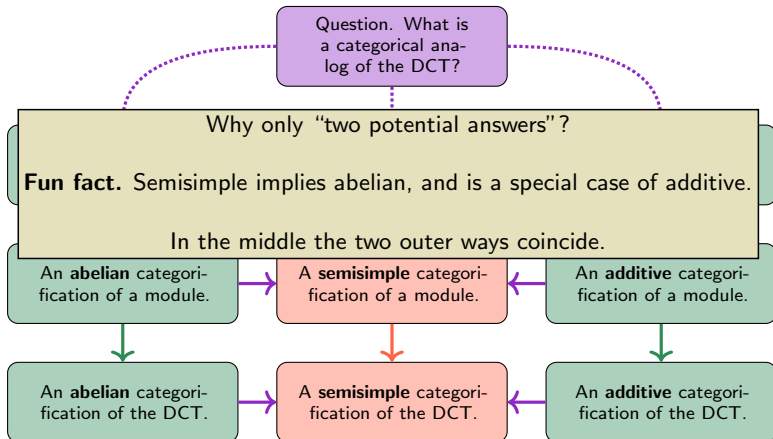 Question. What is
a categorical ana-
log of the DCT?
Why only “two potential answers”?
Fun fact. Semisimple implies abelian, and is a special case of additive.
In the middle the two outer ways coincide.
An abelian categori-
fication of a module.
A semisimple categori-
fication of a module.
An additive categori-
fication of a module.
An abelian categori-
fication of the DCT.
A semisimple categori-
fication of the DCT.
An additive categori-
fication of the DCT.